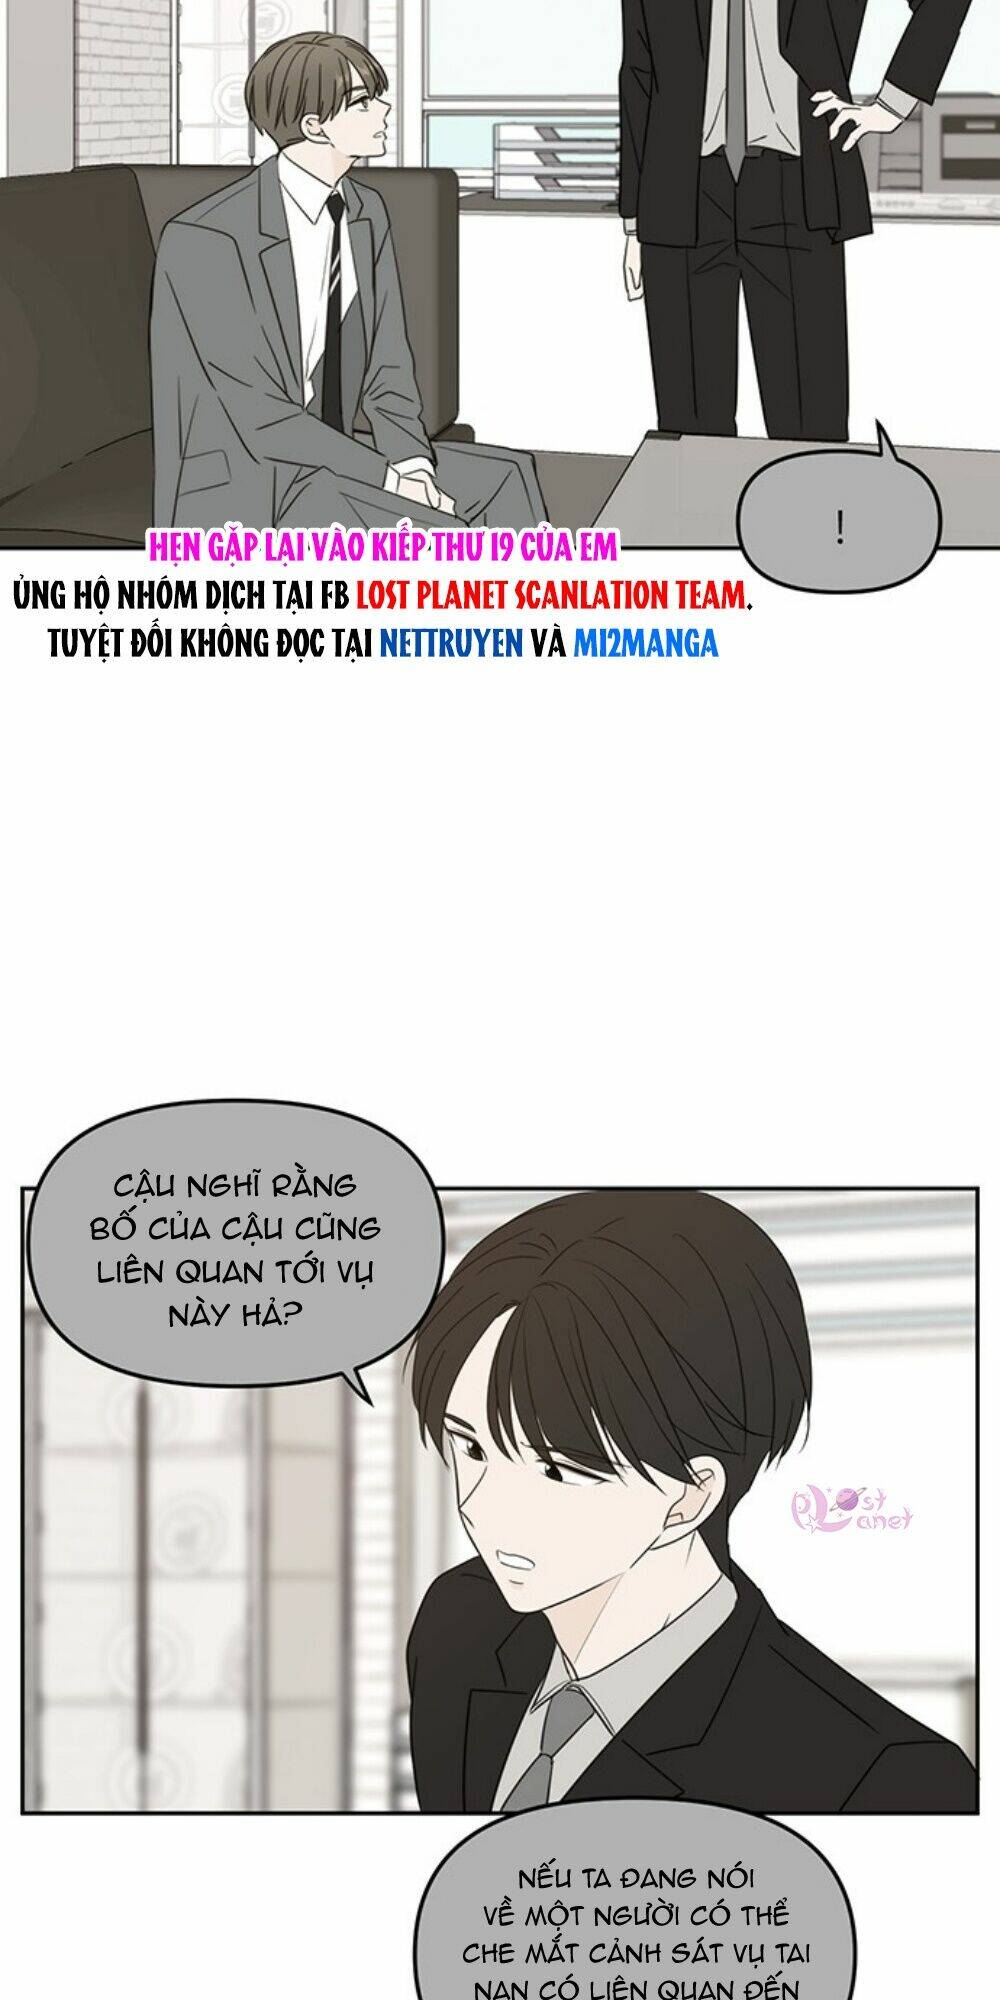 !
HẸN GẶP LẠI VÀO KIẾP THƯ 19 CỦA EM
ỦNG HỘ NHÓM DỊCH TẠI FB LOST PLANET SCANLATION TEAM.
TUYỆT ĐỐI KHÔNG ĐỌC TẠI NETTRUYEN VÀ MI2MANGA
CẬU NGHĨ RẰNG
BỐ CỦA CẬU CŨNG
LIÊN QUAN TỚI VỤ
NÀY HẢ?
Lost
Planet
NẾU TA ĐANG NÓI
VỀ MỘT NGƯỜI CÓ THỂ
CHE MẮT CẢNH SÁT VỤ TAI
NẠN CÓ LIÊN QUAN ĐẾN